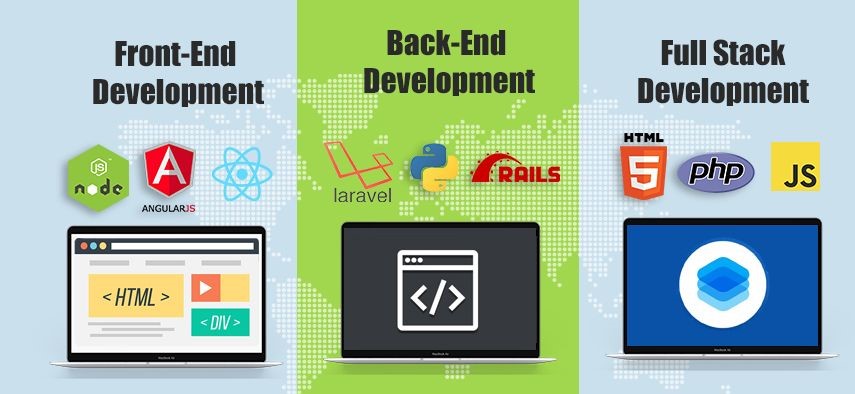 Front-End
Development
JS
node
A
ANGULARJS
< HTML >
< DIV >
Back-End
Development
laravel
RAILS
</>
Full Stack
Development
HTML
5
php
JS